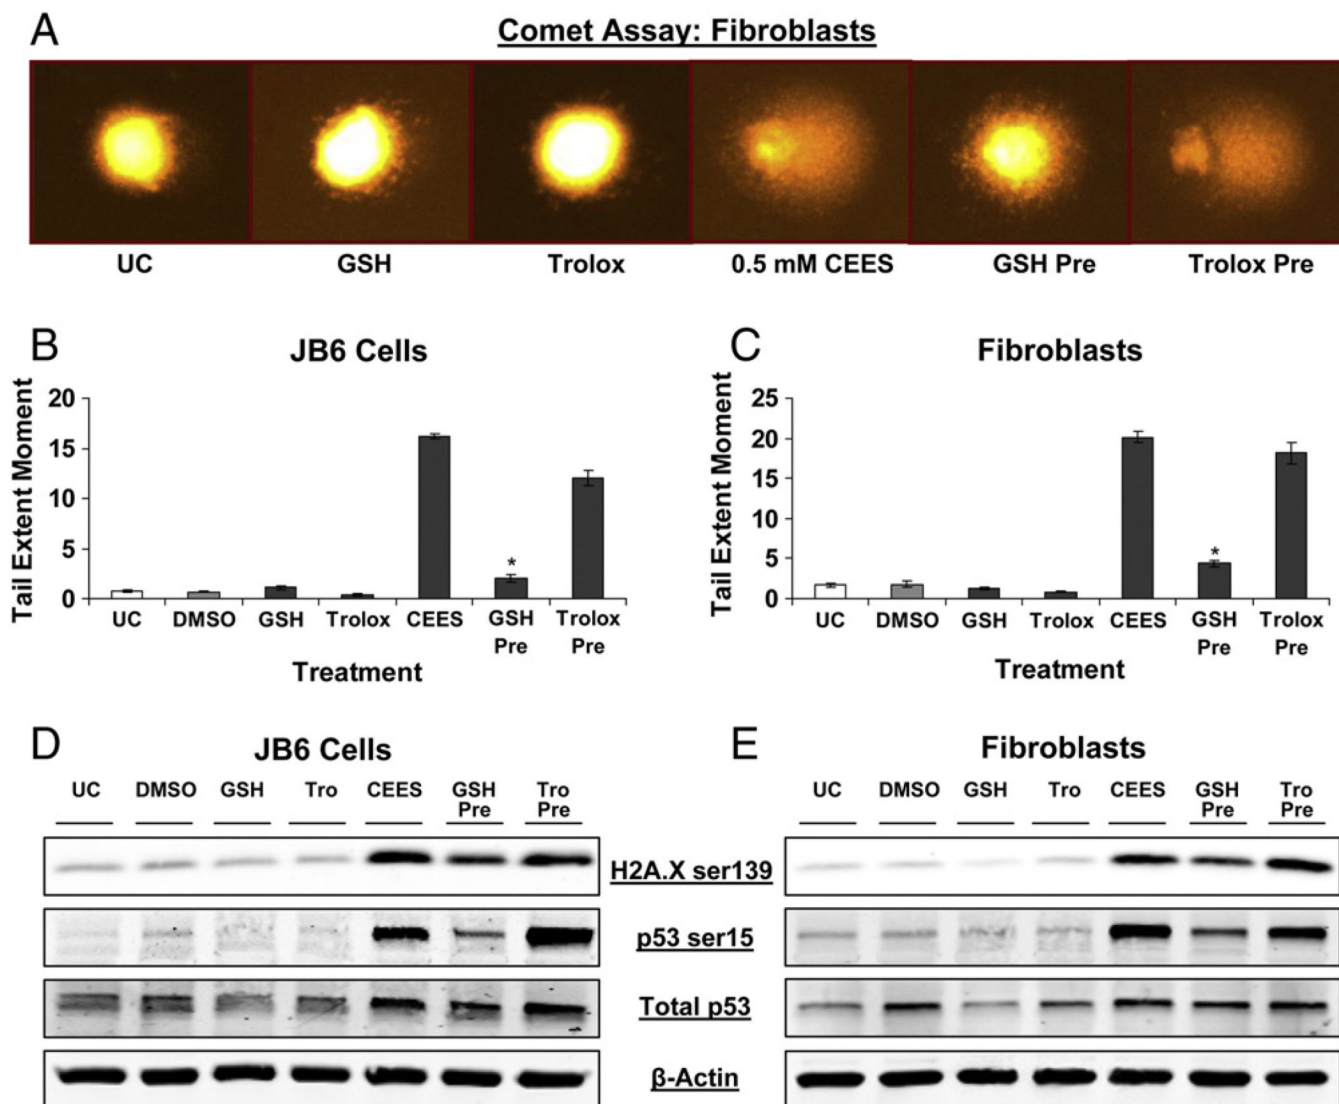 A
Comet Assay: Fibroblasts
UC GSH Trolox 0.5 mM CEES GSH Pre Trolox Pre
B
JB6 Cells
Tail Extent Moment
20
15
10
5
0
UC DMSO GSH Trolox CEES GSH Pre Trolox Pre
*
Treatment
C
Fibroblasts
Tail Extent Moment
25
20
15
10
5
0
UC DMSO GSH Trolox CEES GSH Pre Trolox Pre
*
Treatment
D
JB6 Cells
UC DMSO GSH Tro CEES GSH Pre Tro Pre
E
Fibroblasts
UC DMSO GSH Tro CEES GSH Pre Tro Pre
H2A.X ser139
p53 ser15
Total p53
ß-Actin